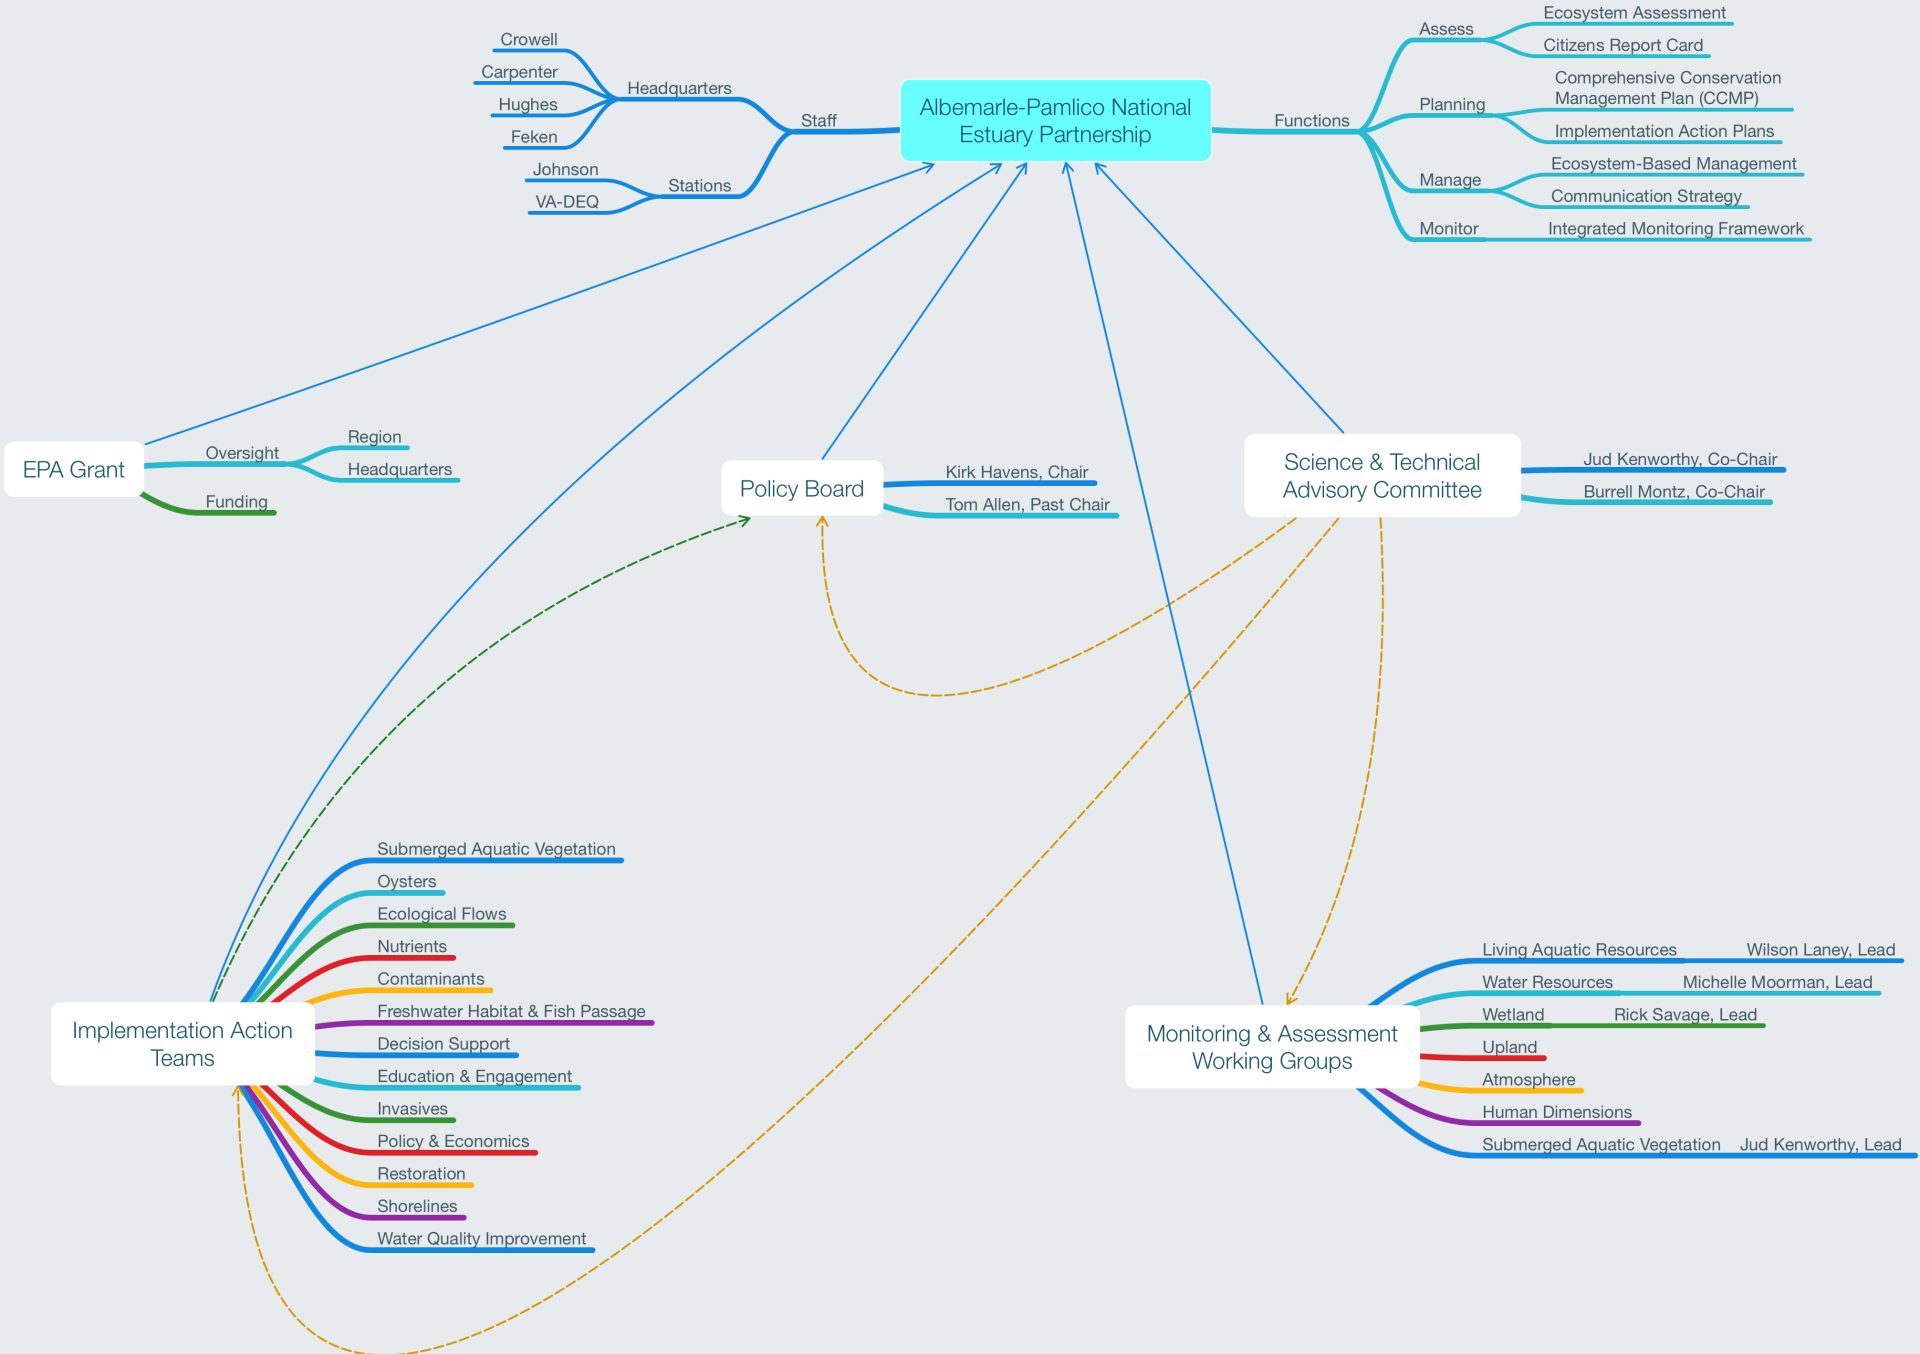 Albemarle-Pamlico National
Estuary Partnership
Staff
Headquarters
Crowell
Carpenter
Hughes
Feken
Stations
Johnson
VA-DEQ
Functions
Assess
Ecosystem Assessment
Citizens Report Card
Planning
Comprehensive Conservation
Management Plan (CCMP)
Implementation Action Plans
Manage
Ecosystem-Based Management
Communication Strategy
Monitor
Integrated Monitoring Framework
EPA Grant
Oversight
Region
Headquarters
Funding
Policy Board
Kirk Havens, Chair
Tom Allen, Past Chair
Science & Technical
Advisory Committee
Jud Kenworthy, Co-Chair
Burrell Montz, Co-Chair
Implementation Action
Teams
Submerged Aquatic Vegetation
Oysters
Ecological Flows
Nutrients
Contaminants
Freshwater Habitat & Fish Passage
Decision Support
Education & Engagement
Invasives
Policy & Economics
Restoration
Shorelines
Water Quality Improvement
Monitoring & Assessment
Working Groups
Living Aquatic Resources
Wilson Laney, Lead
Water Resources
Michelle Moorman, Lead
Wetland
Rick Savage, Lead
Upland
Atmosphere
Human Dimensions
Submerged Aquatic Vegetation
Jud Kenworthy, Lead